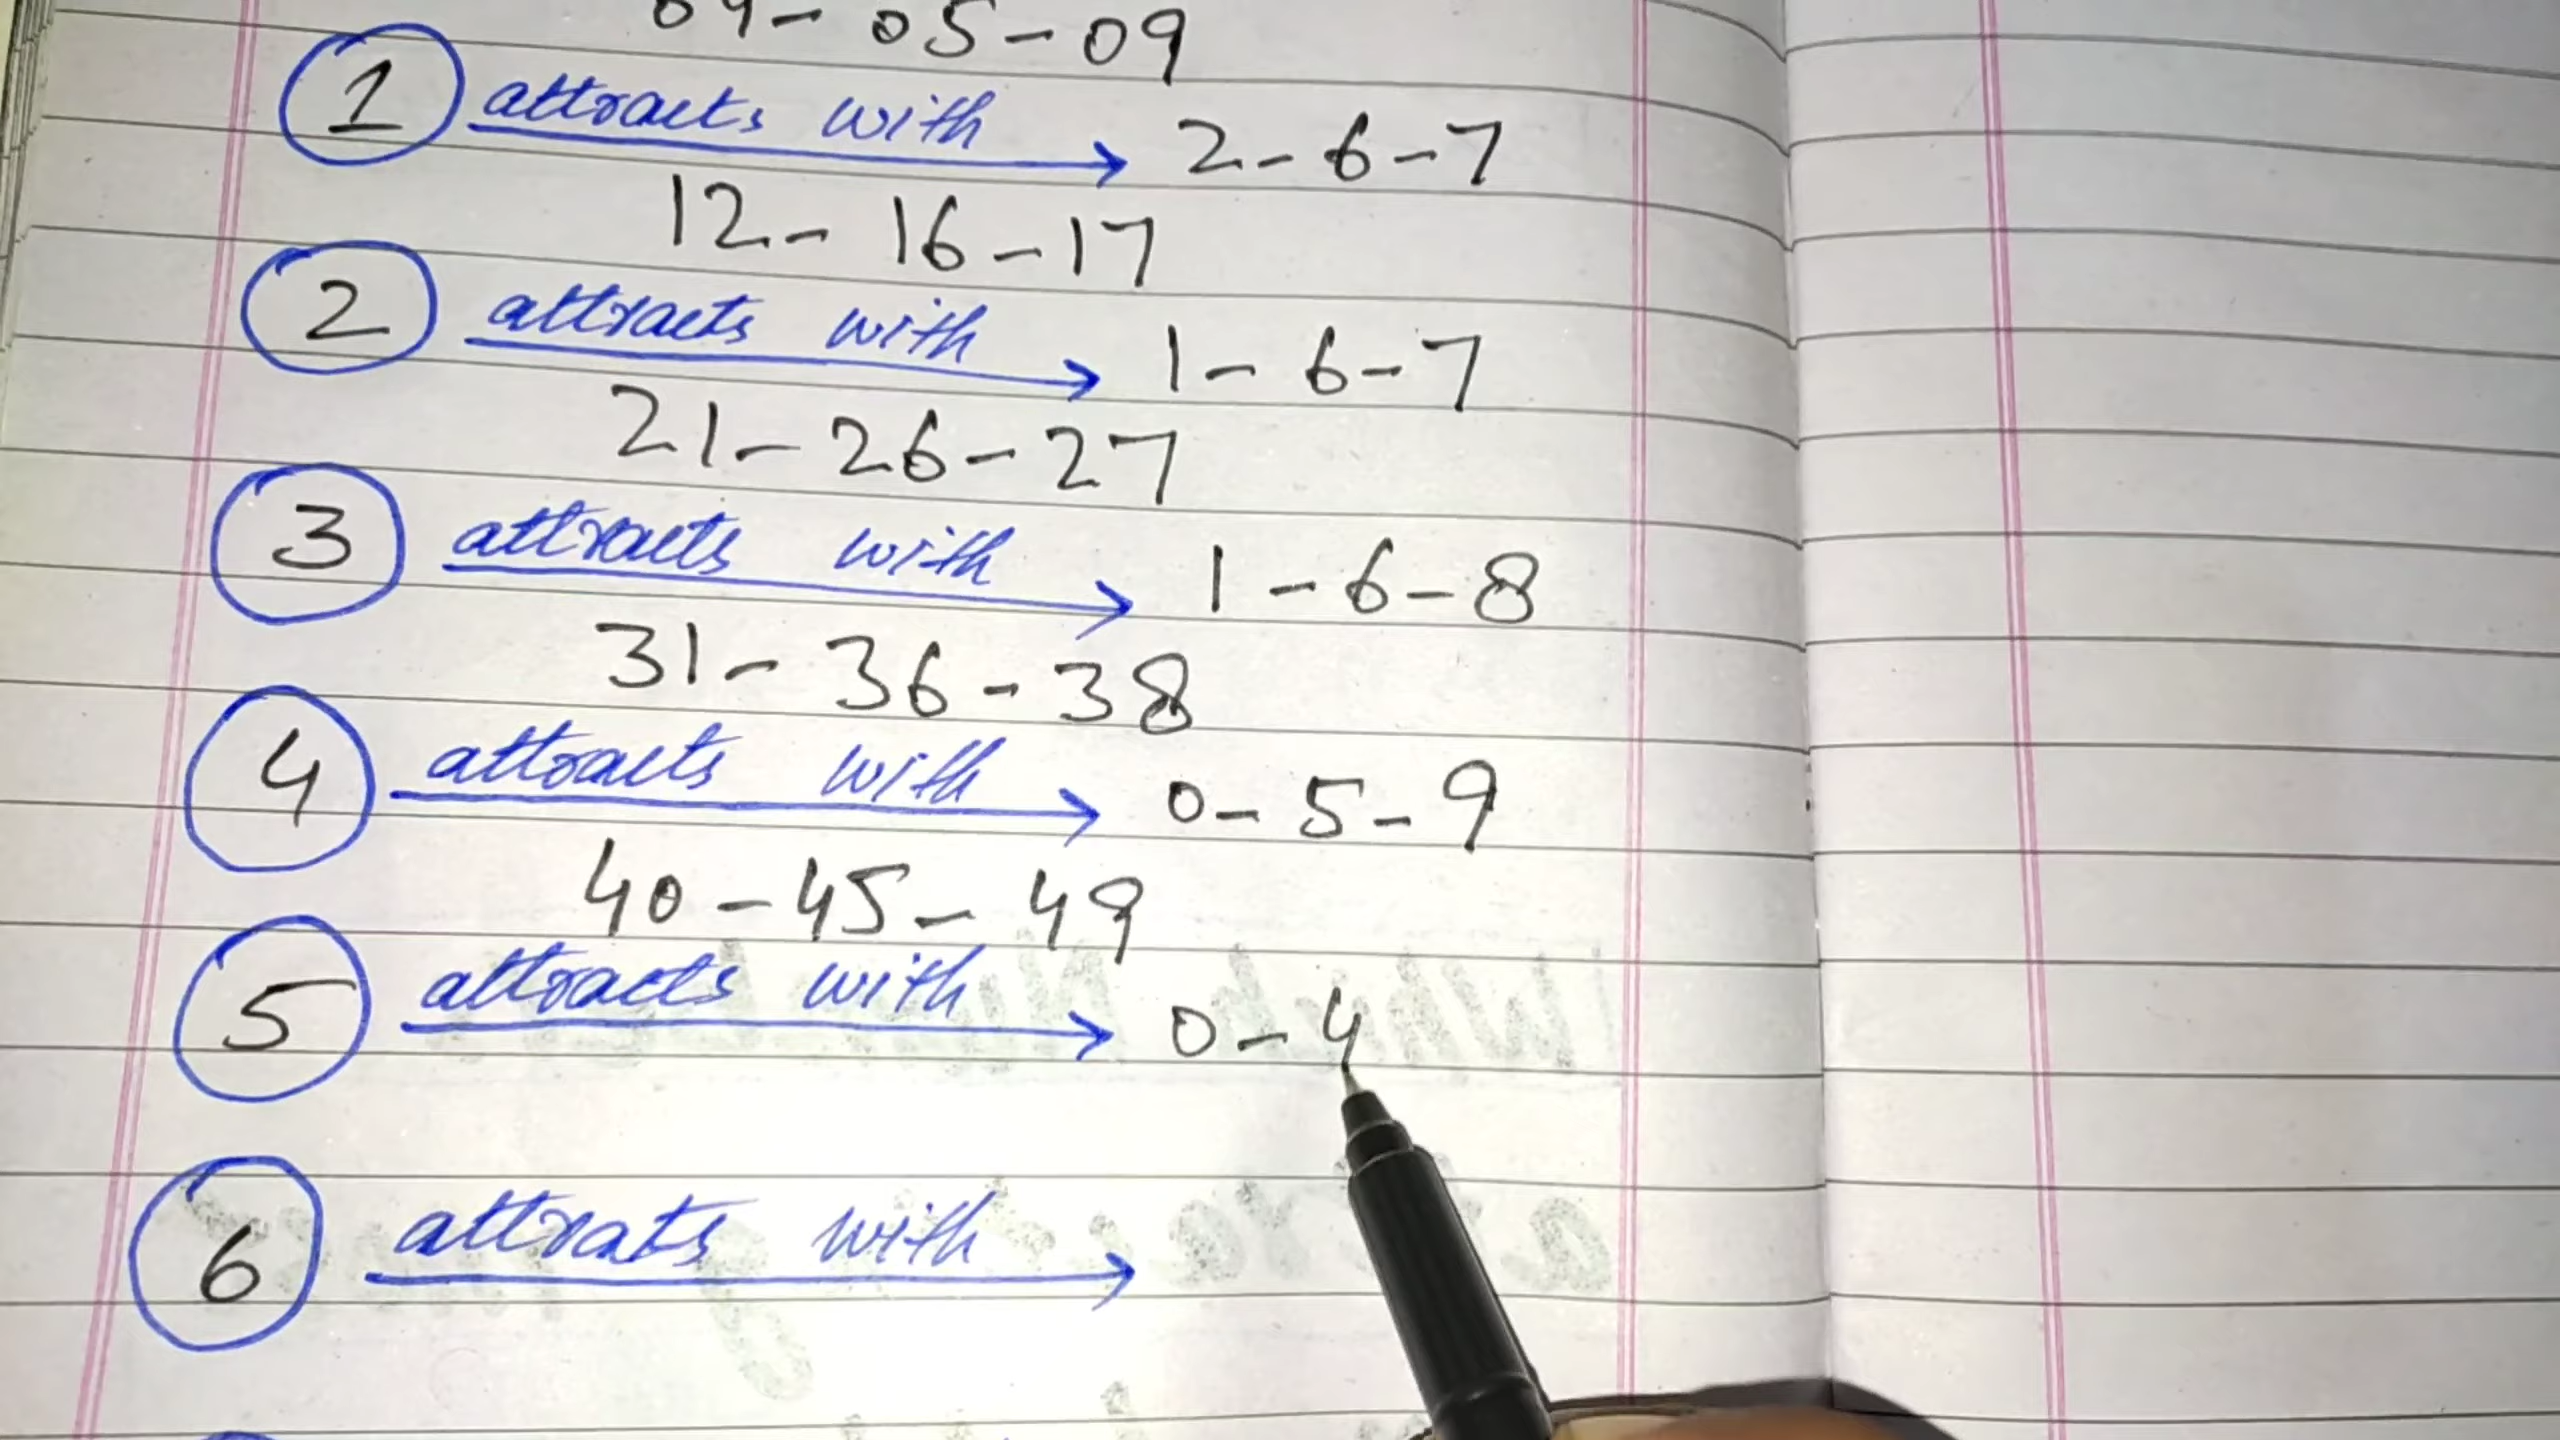 04-05-09
1 attracts with → 2-6-7
12-16-17
2 attracts with → 1-6-7
21-26-27
3 attracts with → 1-6-8
31-36-38
4 attracts with → 0-5-9
40-45-49
5 attracts with → 0-4
6 attrats with →